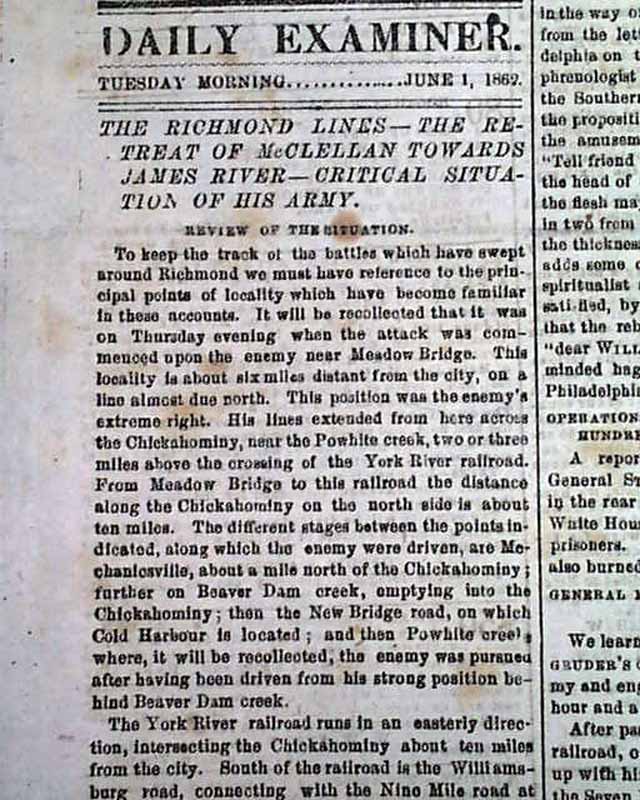 DAILY EXAMINER.
TUESDAY MORNING..............JUNE 1, 1862.
THE RICHMOND LINES—THE RE-
TREAT OF McCLELLAN TOWARDS
JAMES RIVER—CRITICAL SITUA-
TION OF HIS ARMY.
REVIEW OF THE SITUATION.
To keep the track of the battles which have swept
around Richmond we must have reference to the prin-
cipal points of locality which have become familiar
in these accounts. It will be recollected that it was
on Thursday evening when the attack was com-
menced upon the enemy near Meadow Bridge. This
locality is about six miles distant from the city, on a
line almost due north. This position was the enemy's
extreme right. His lines extended from here across
the Chickahominy, near the Powhite creek, two or three
miles above the crossing of the York River railroad.
From Meadow Bridge to this railroad the distance
along the Chickahominy on the north side is about
ten miles. The different stages between the points in-
dicated, along which the enemy were driven, are Me-
chanicsville, about a mile north of the Chickahominy;
further on Beaver Dam creek, emptying into the
Chickahominy; then the New Bridge road, on which
Cold Harbour is located; and then Powhite creek,
where, it will be recollected, the enemy was pursued
after having been driven from his strong position be-
hind Beaver Dam creek.
The York River railroad runs in an easterly direc-
tion, intersecting the Chickahominy about ten miles
from the city. South of the railroad is the Williams-
burg road, connecting with the Nine Mile road at
in the way of
from the
delphia on
phrenologist
the Southern
the
the
"Tell friend
the head of
the flesh
in two from
the thickness
adds some
spiritualist
by
that the
"dear
minded
A
General
in the rear
White
prisoners.
also burned
GENERAL
We learn
my and
hour and a
After
railroad,
up with
the Seven